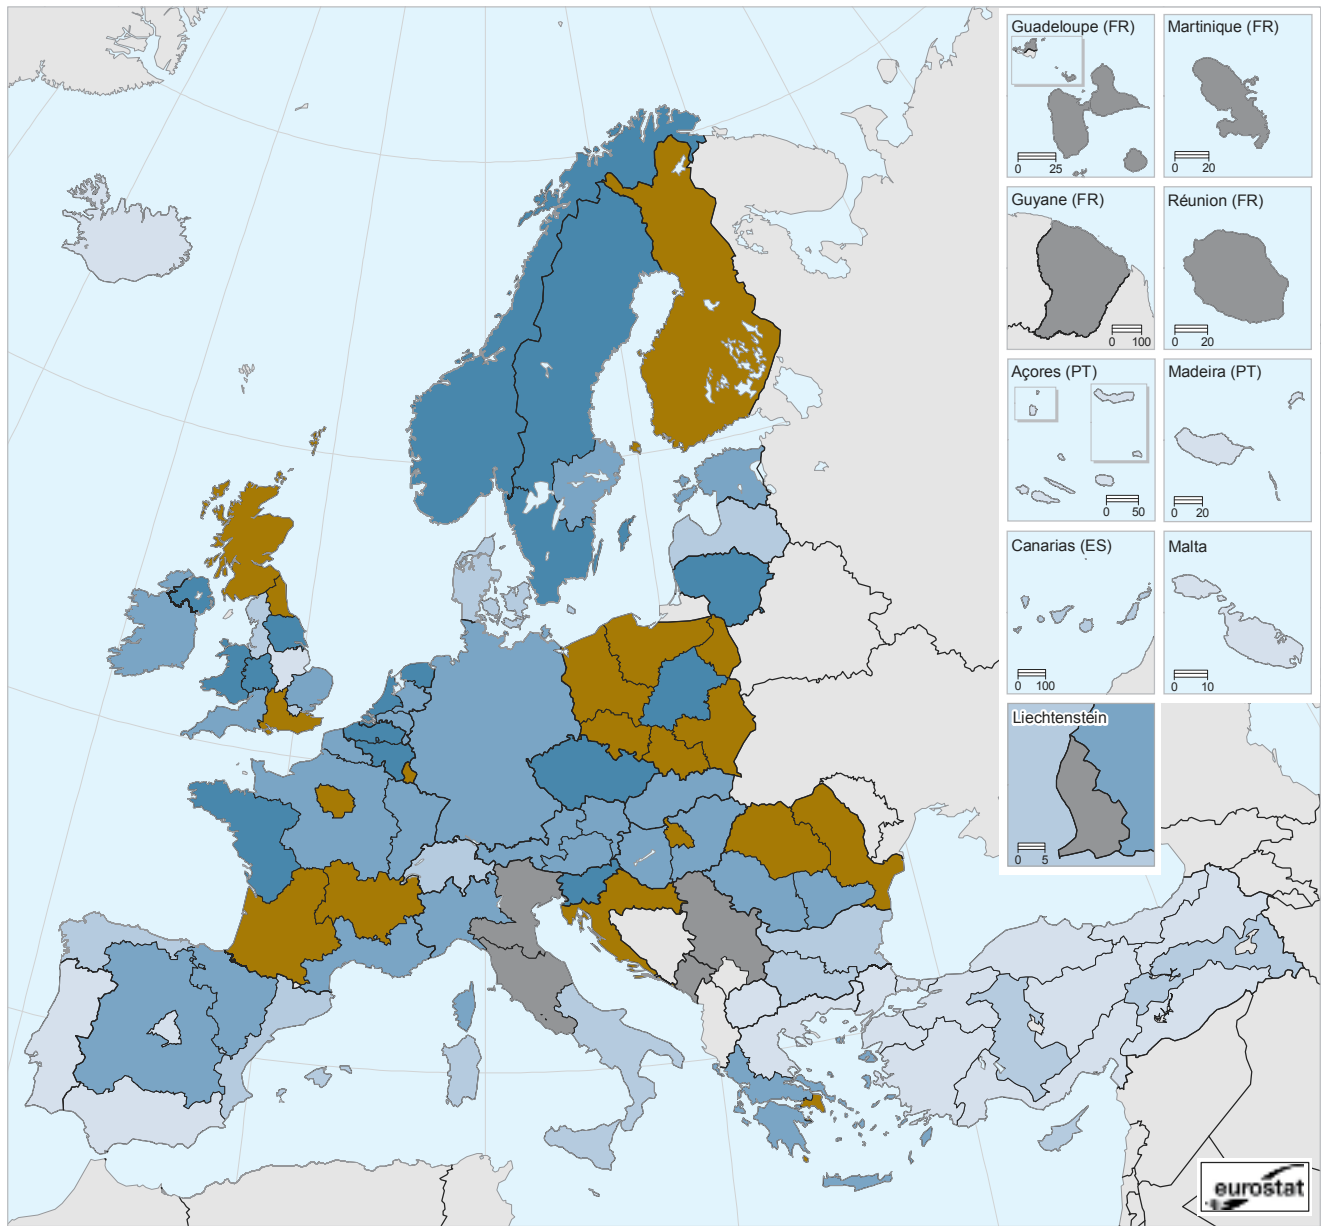 Guadeloupe (FR)
0 25
Martinique (FR)
0 20
Guyane (FR)
0 100
Réunion (FR)
0 20
Açores (PT)
0 50
Madeira (PT)
0 20
Canarias (ES)
0 100
Malta
0 10
Liechtenstein
0 5
eurostat